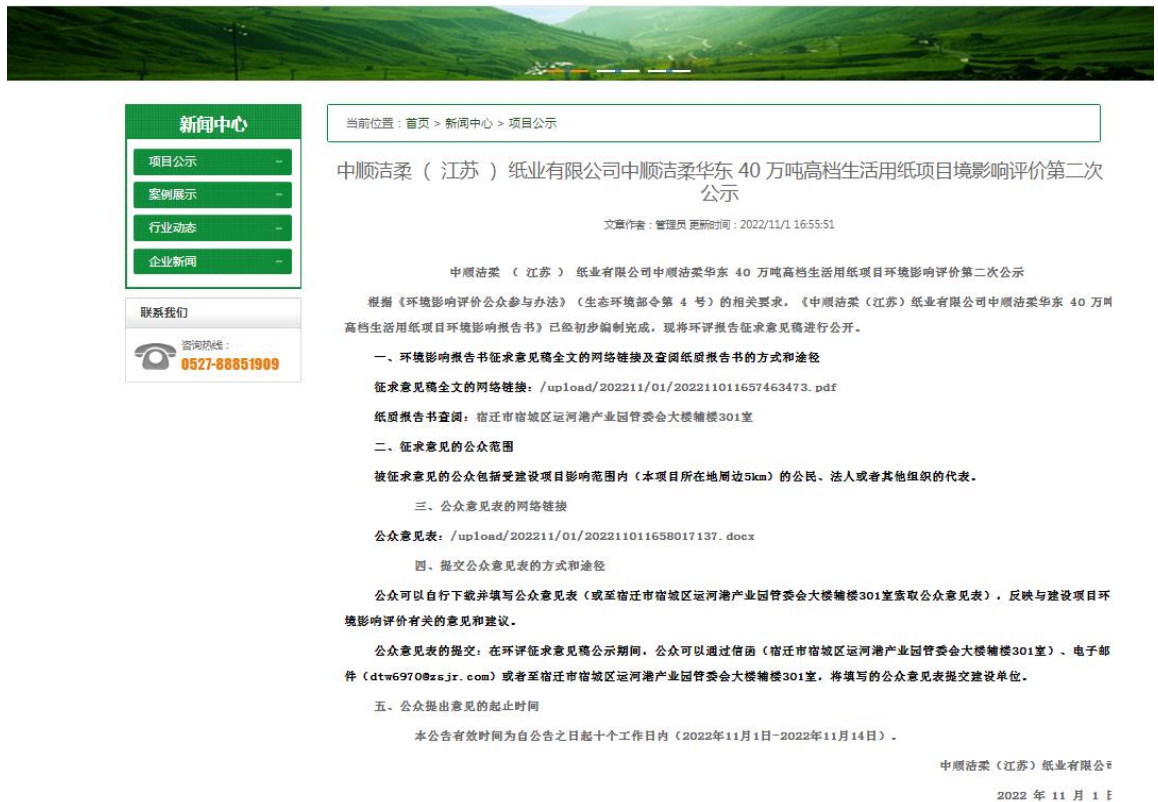 新闻中心
项目公示
案例展示
行业动态
企业新闻
联系我们
咨询热线：
0527-88851909
当前位置：首页 > 新闻中心 > 项目公示
中顺洁柔 （ 江苏 ） 纸业有限公司中顺洁柔华东 40 万吨高档生活用纸项目境影响评价第二次
公示
文章作者：管理员 更新时间：2022/11/1 16:55:51
中顺洁柔 （ 江苏 ） 纸业有限公司中顺洁柔华东 40 万吨高档生活用纸项目环境影响评价第二次公示
根据《环境影响评价公众参与办法》（生态环境部令第 4 号）的相关要求，《中顺洁柔（江苏）纸业有限公司中顺洁柔华东 40 万吨
高档生活用纸项目环境影响报告书》已经初步编制完成，现将环评报告征求意见稿进行公开。
一、环境影响报告书征求意见稿全文的网络链接及查阅纸质报告书的方式和途径
征求意见稿全文的网络链接：/upload/202211/01/202211011657463473.pdf
纸质报告书查阅：宿迁市宿城区运河港产业园管委会大楼辅楼301室
二、征求意见的公众范围
被征求意见的公众包括受建设项目影响范围内（本项目所在地周边5km）的公民、法人或者其他组织的代表。
三、公众意见表的网络链接
公众意见表：/upload/202211/01/202211011658017137.docx
四、提交公众意见表的方式和途径
公众可以自行下载并填写公众意见表（或至宿迁市宿城区运河港产业园管委会大楼辅楼301室索取公众意见表），反映与建设项目环
境影响评价有关的意见和建议。
公众意见表的提交：在环评征求意见稿公示期间，公众可以通过信函（宿迁市宿城区运河港产业园管委会大楼辅楼301室）、电子邮
件（dtw6970@zsjr.com）或者至宿迁市宿城区运河港产业园管委会大楼辅楼301室，将填写的公众意见表提交建设单位。
五、公众提出意见的起止时间
本公告有效时间为自公告之日起十个工作日内（2022年11月1日-2022年11月14日）。
中顺洁柔（江苏）纸业有限公司
2022 年 11 月 1 日